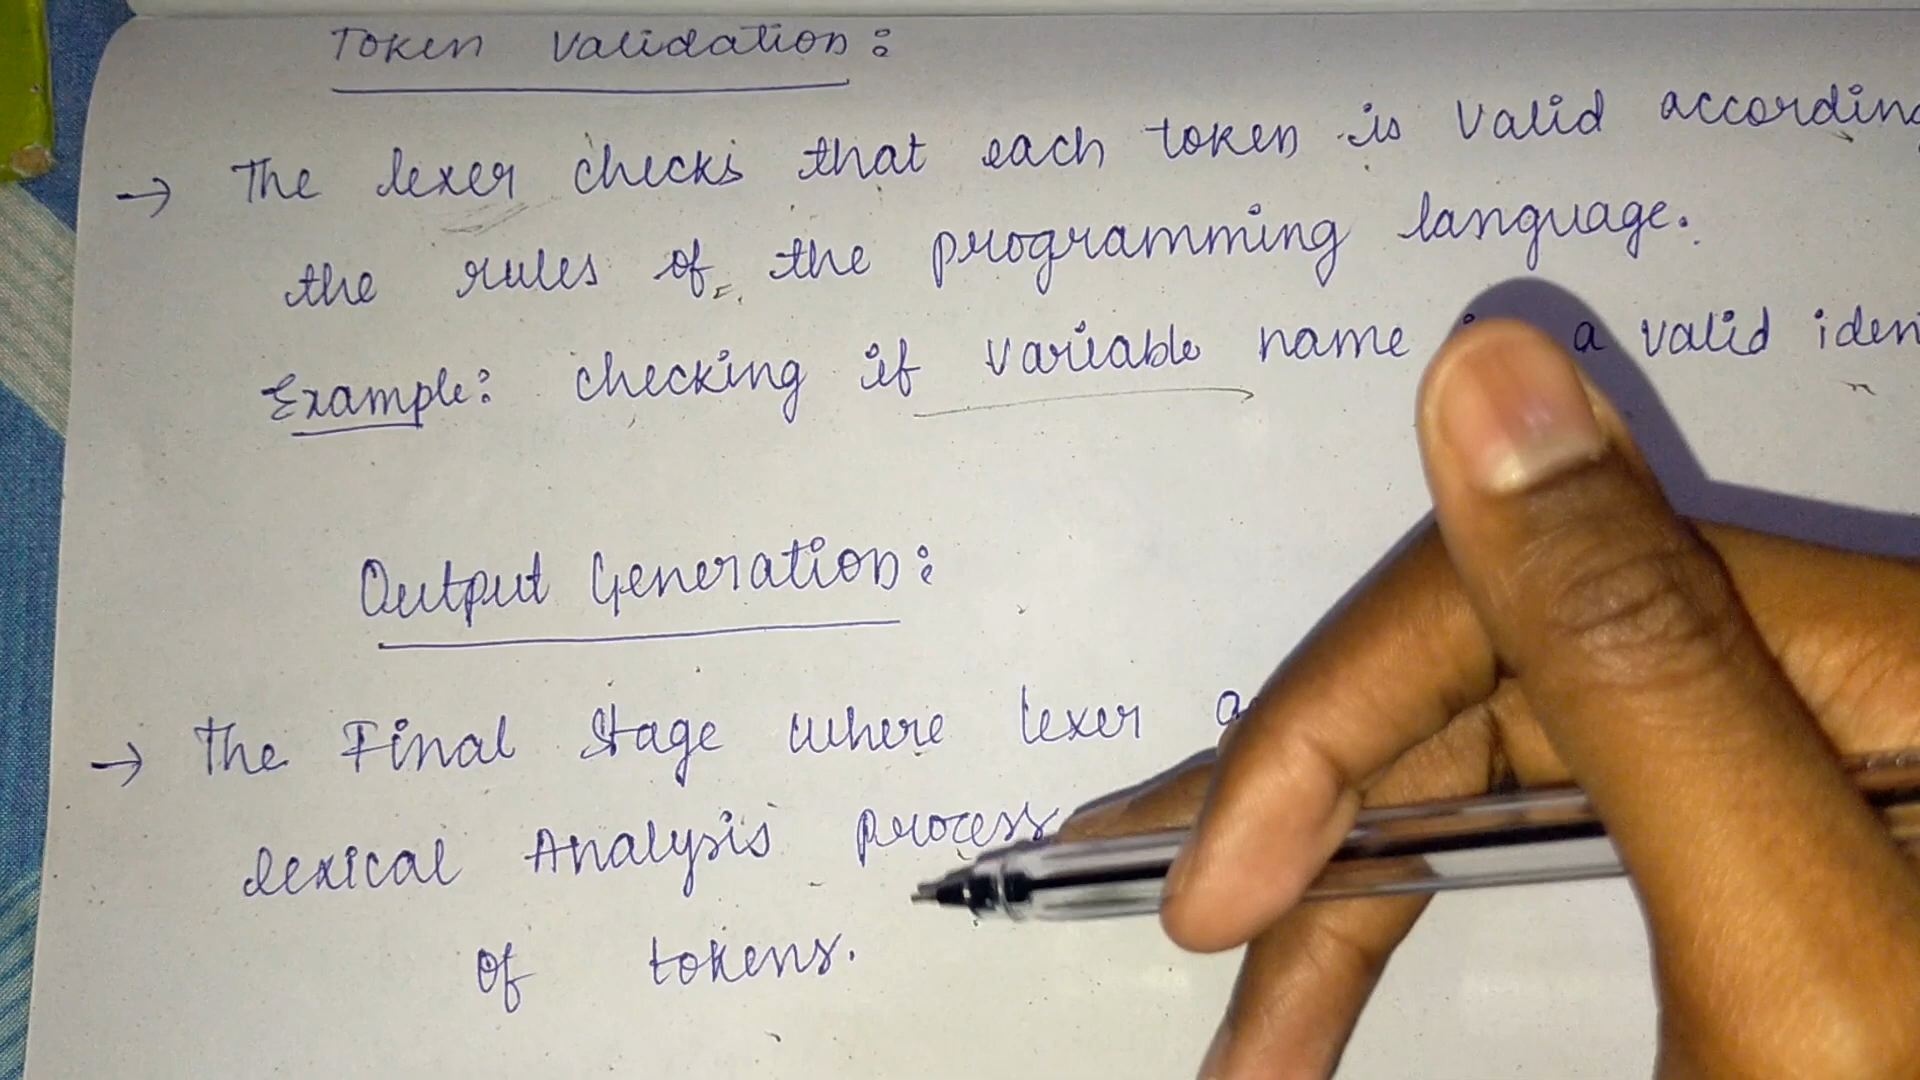 Token Validation:
→ The lexer checks that each token is valid according
the rules of the programming language.
Example: checking if variable name a valid iden
Output Generation:
→ The Final Stage where lexer
lexical Analysis process
of tokens.